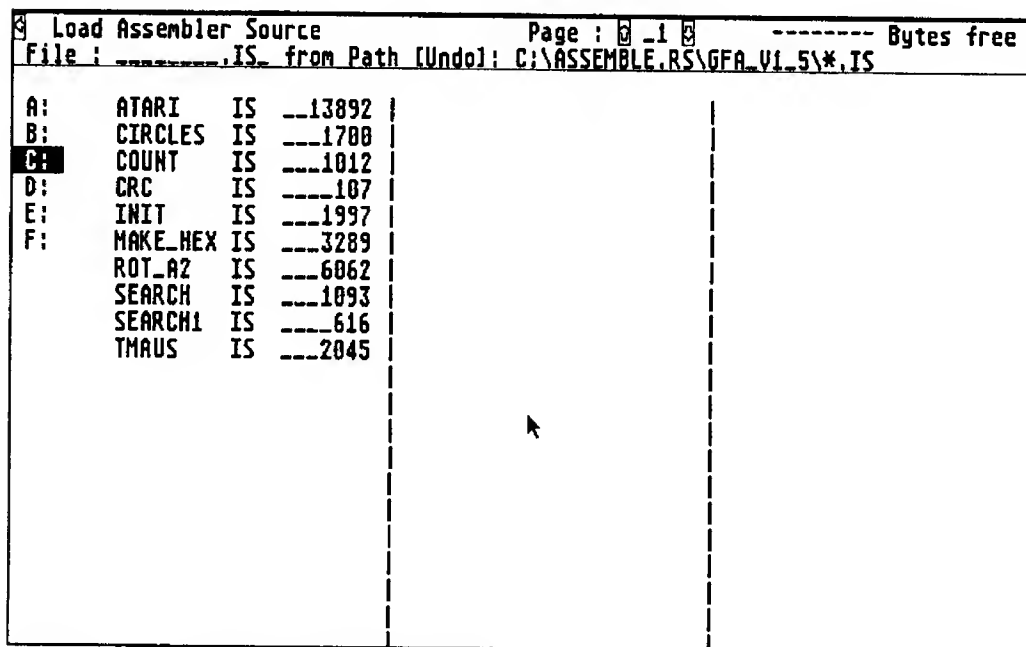 Load Assembler Source Page : _1 -------- Bytes free
File : ________.IS_ from Path [Undo]: C:\ASSEMBLE.RS\GFA_V1_5\*.IS
A: ATARI IS __13892
B: CIRCLES IS ___1700
C: COUNT IS ___1012
D: CRC IS ____107
E: INIT IS ___1997
F: MAKE_HEX IS ___3289
ROT_A2 IS ___6062
SEARCH IS ___1093
SEARCH1 IS ____616
TMAUS IS ___2045